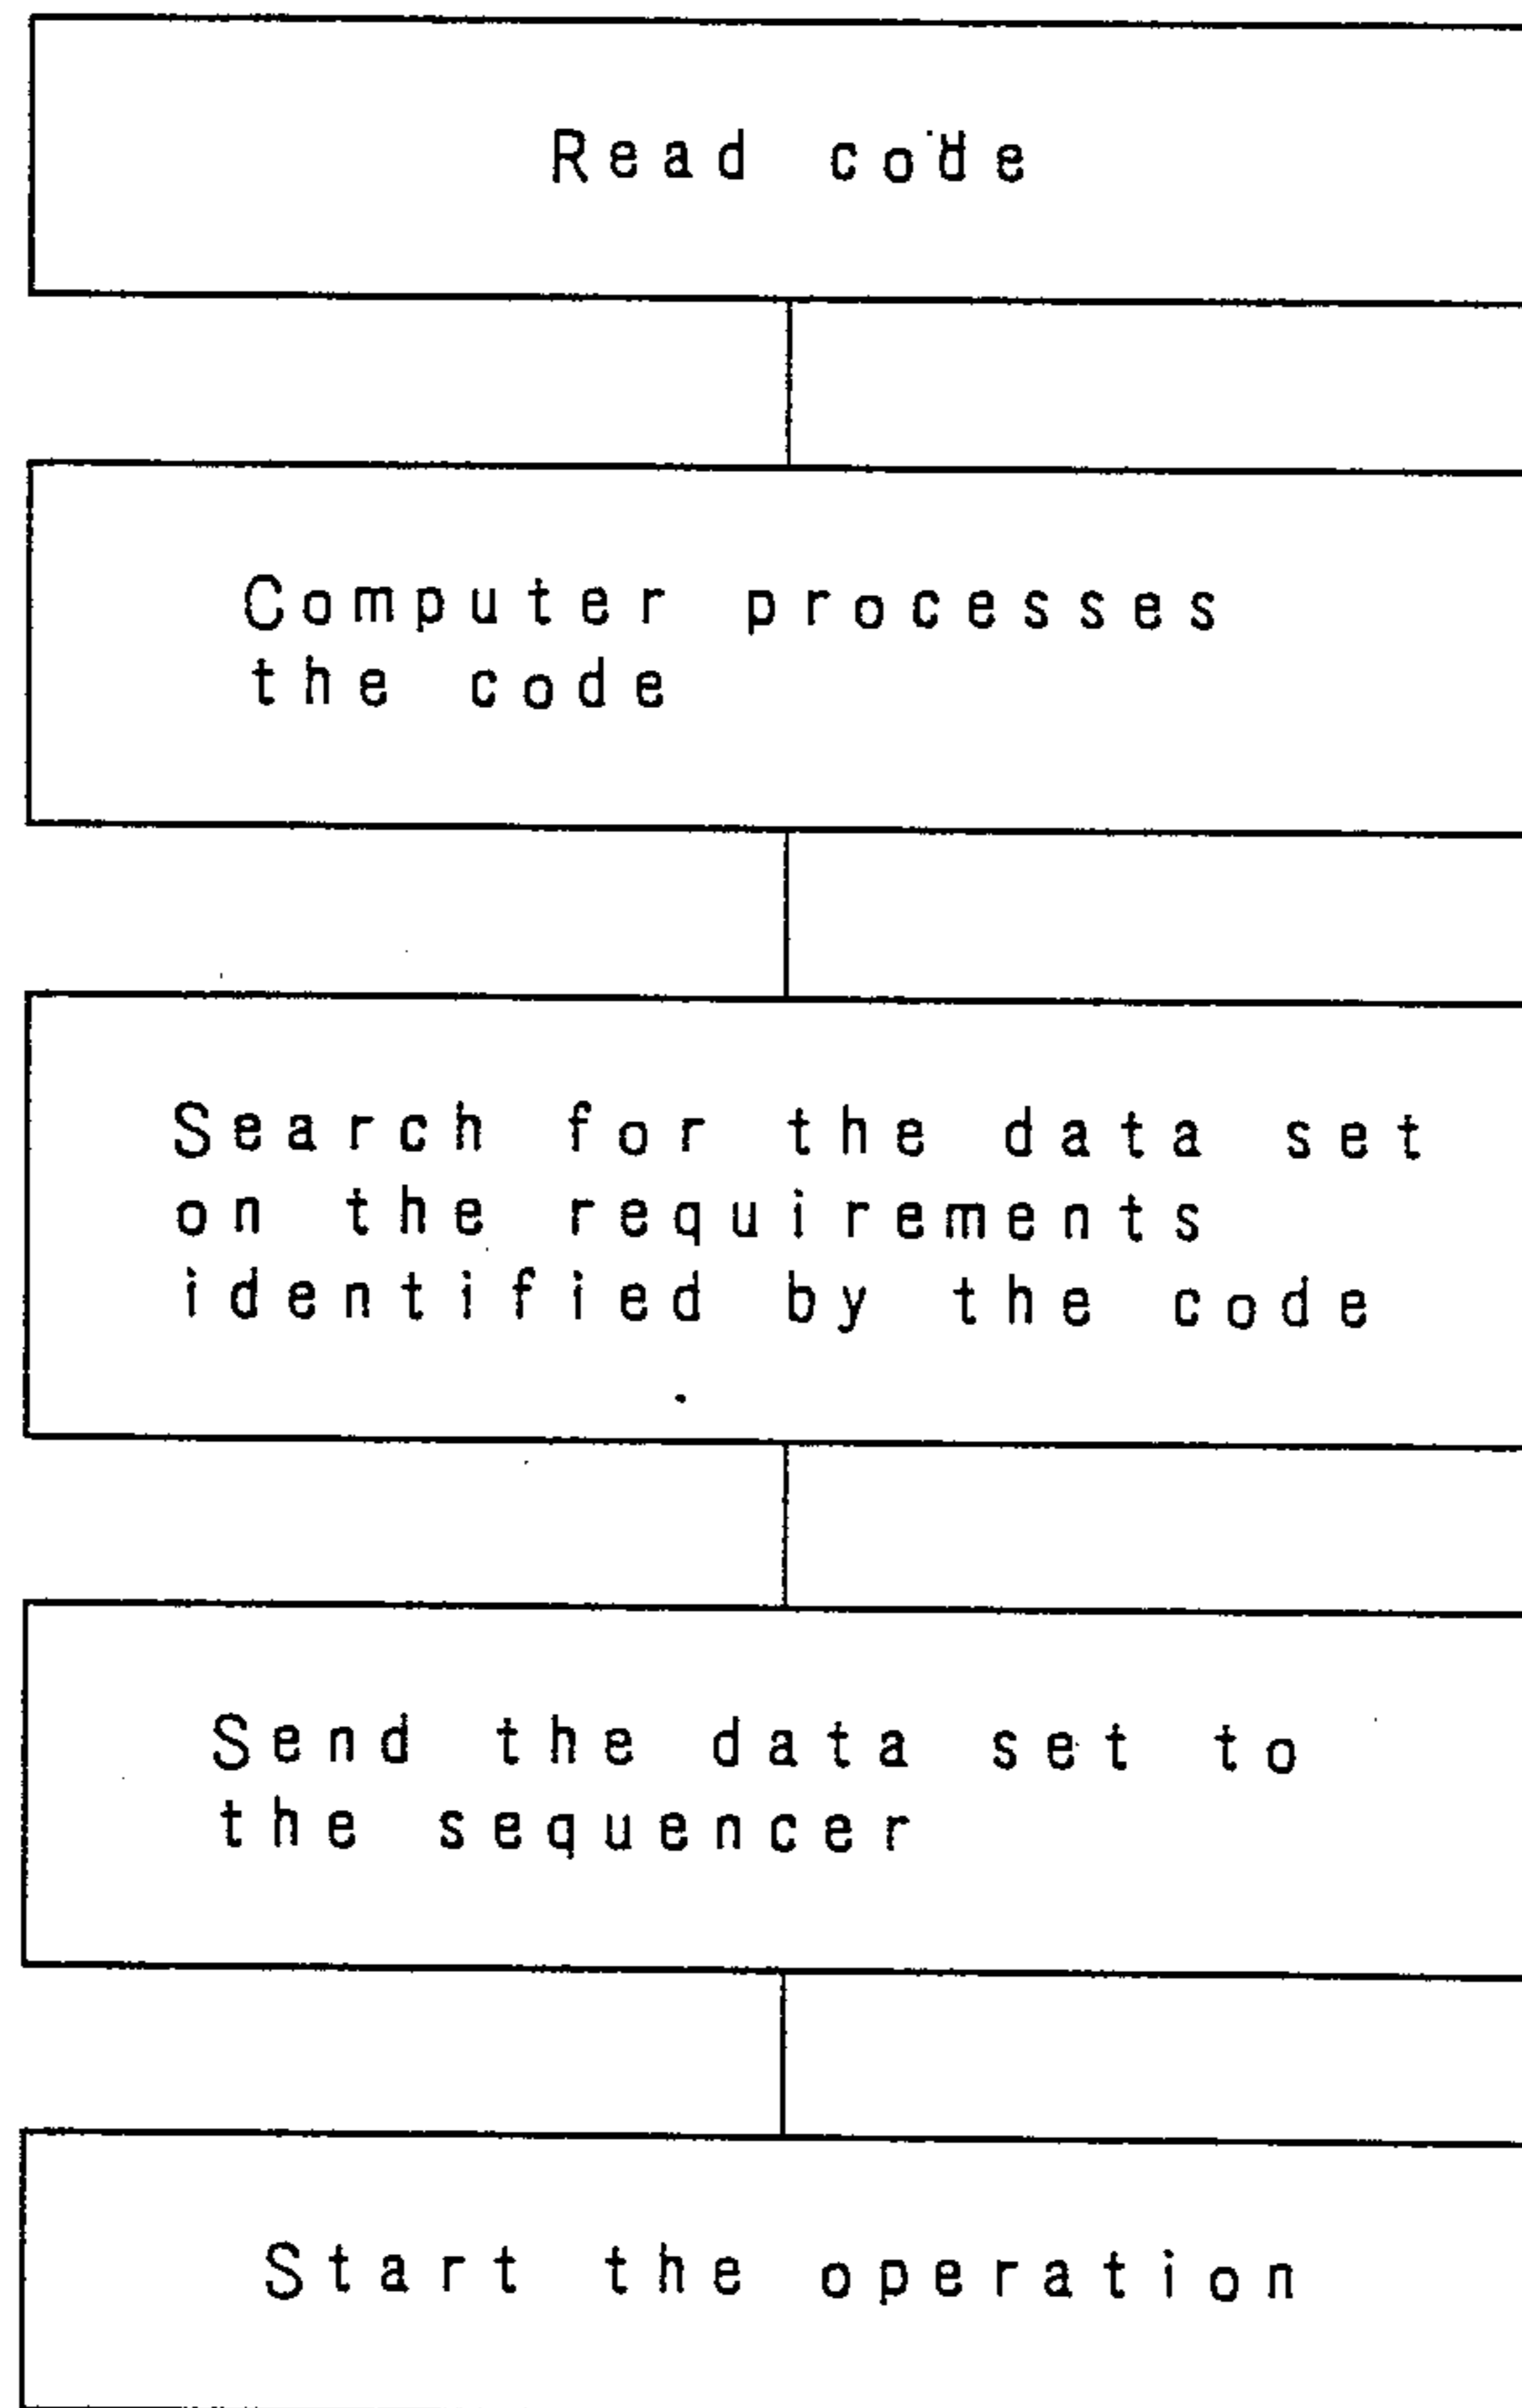 Read code
Computer processes
the code
Search for the data set
on the requirements
identified by the code
Send the data set to
the sequencer
Start the operation